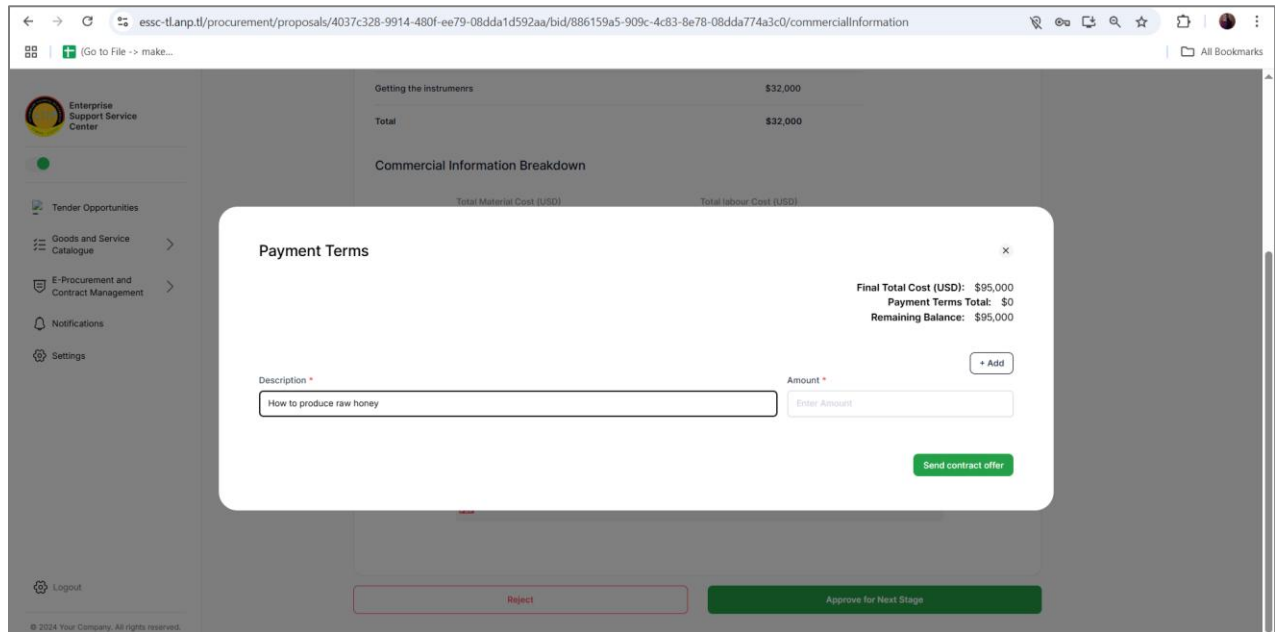 essc-tl.anp.tl/procurement/proposals/4037c328-9914-480f-ee79-08dda1d592aa/bid/886159a5-909c-4c83-8e78-08dda774a3c0/commercialInformation
(Go to File -> make...
All Bookmarks
Enterprise
Support Service
Center
Tender Opportunities
Goods and Service
Catalogue
E-Procurement and
Contract Management
Notifications
Settings
Logout
© 2024 Your Company. All rights reserved.
Getting the instrumenrs $32,000
Total $32,000
Commercial Information Breakdown
Total Material Cost (USD) Total labour Cost (USD)
Payment Terms
Final Total Cost (USD): $95,000
Payment Terms Total: $0
Remaining Balance: $95,000
+ Add
Description * Amount *
How to produce raw honey Enter Amount
Send contract offer
Reject Approve for Next Stage